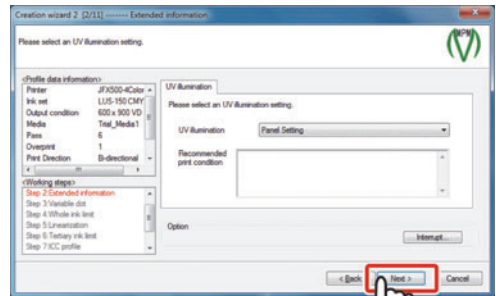 Creation wizard 2 [2/11] ------- Extended information
Please select an UV illumination setting.
MPM
<Profile data information>
Printer JFX500-4Color
Ink set LUS-150 CMY
Output condition 600 x 900 VD
Media Trial_Media1
Pass 6
Overprint 1
Print Direction Bi-directional
<Working steps>
Step 2:Extended information
Step 3:Variable dot
Step 4:Whole ink limit
Step 5:Linearization
Step 6:Tertiary ink limit
Step 7:ICC profile
UV illumination
Please select an UV illumination setting.
UV illumination Panel Setting
Recommended
print condition
Option
Interrupt...
< Back
Next >
Cancel